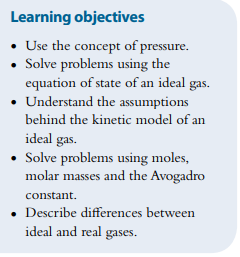 Learning objectives
• Use the concept of pressure.
• Solve problems using the
equation of state of an ideal gas.
• Understand the assumptions
behind the kinetic model of an
ideal gas.
• Solve problems using moles,
molar masses and the Avogadro
constant.
• Describe differences between
ideal and real gases.